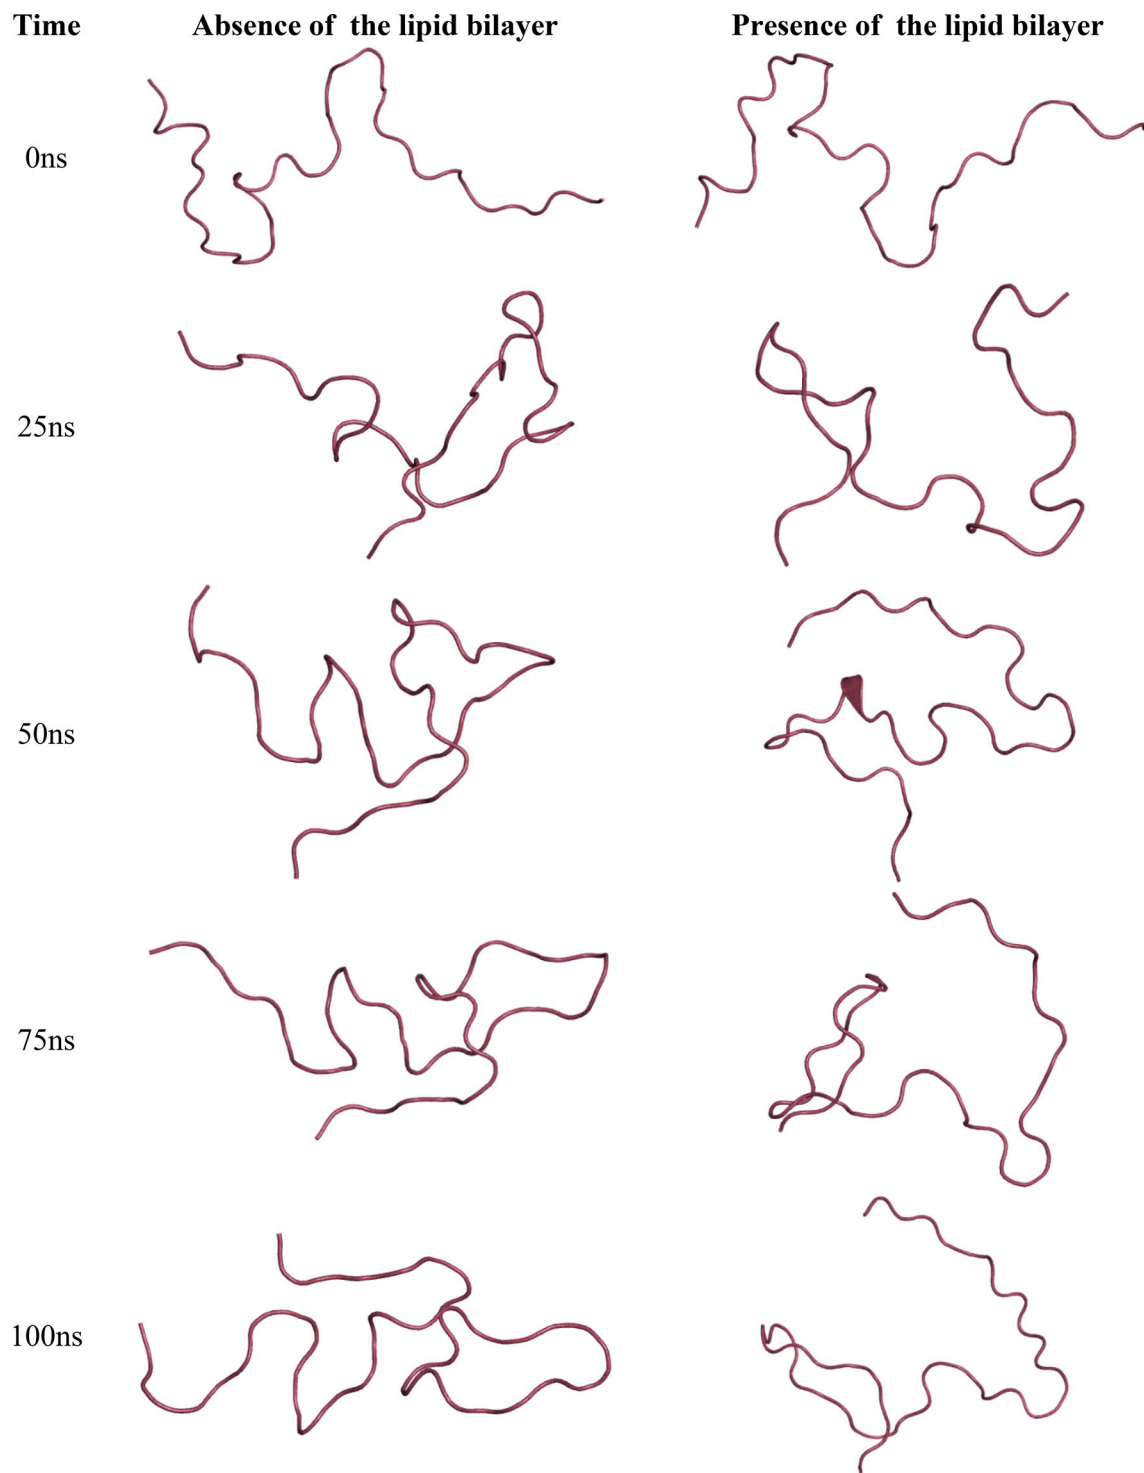 Time Absence of the lipid bilayer Presence of the lipid bilayer
0ns
25ns
50ns
75ns
100ns